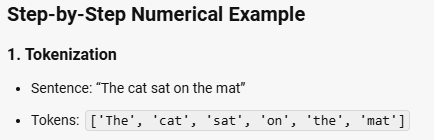 Step-by-Step Numerical Example
1. Tokenization
• Sentence: “The cat sat on the mat”
• Tokens: ['The', 'cat', 'sat', 'on', 'the', 'mat']